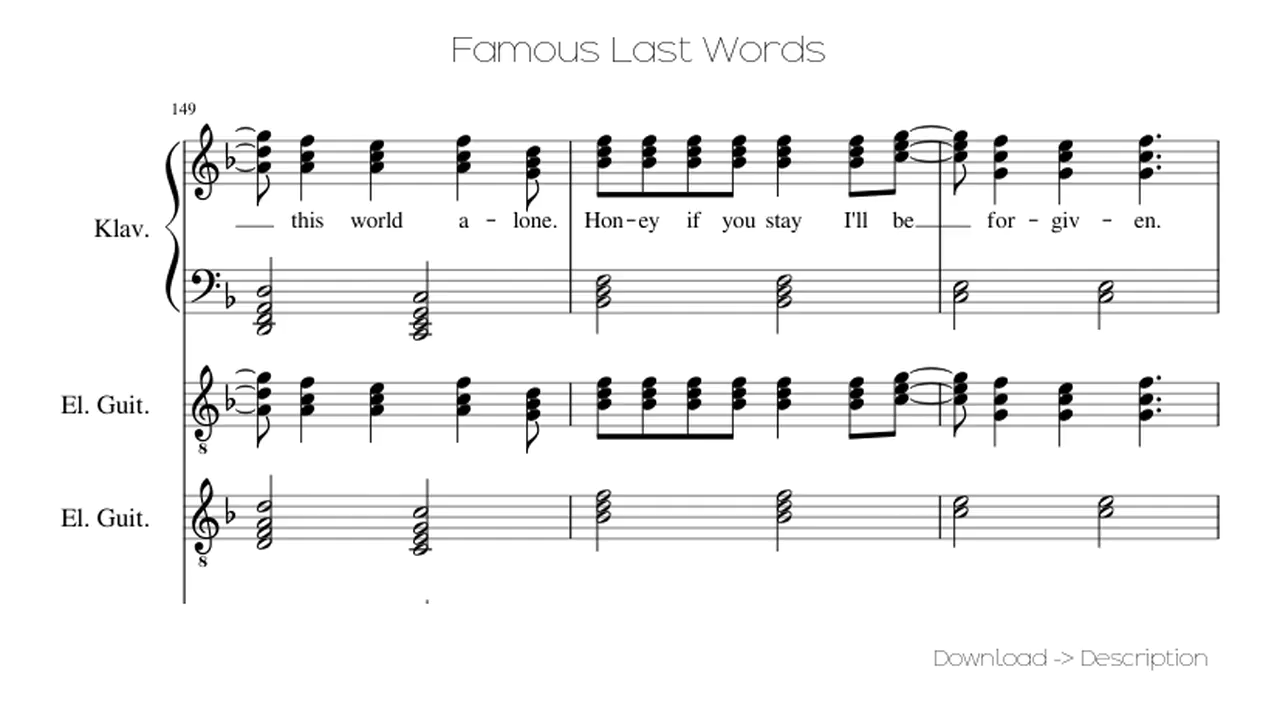 Famous Last Words
149
Klav.
this world a - lone. Hon-ey if you stay I'll be for - giv - en.
El. Guit.
8
El. Guit.
8
Download -> Description